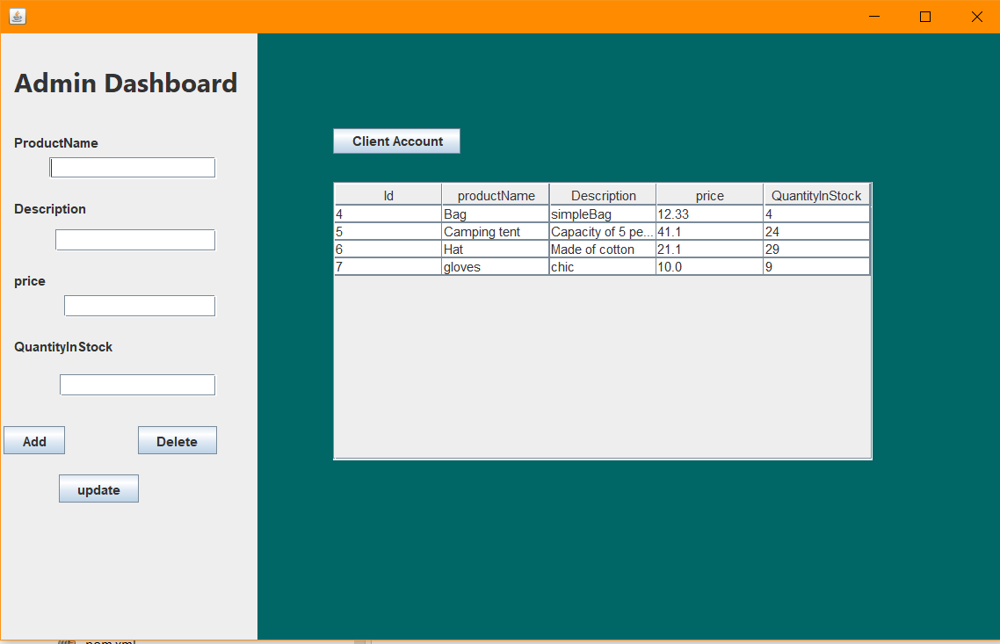 Admin Dashboard
ProductName
Description
price
QuantityInStock
Add Delete
update
Client Account
Id productName Description price QuantityInStock
4 Bag simpleBag 12.33 4
5 Camping tent Capacity of 5 pe... 41.1 24
6 Hat Made of cotton 21.1 29
7 gloves chic 10.0 9